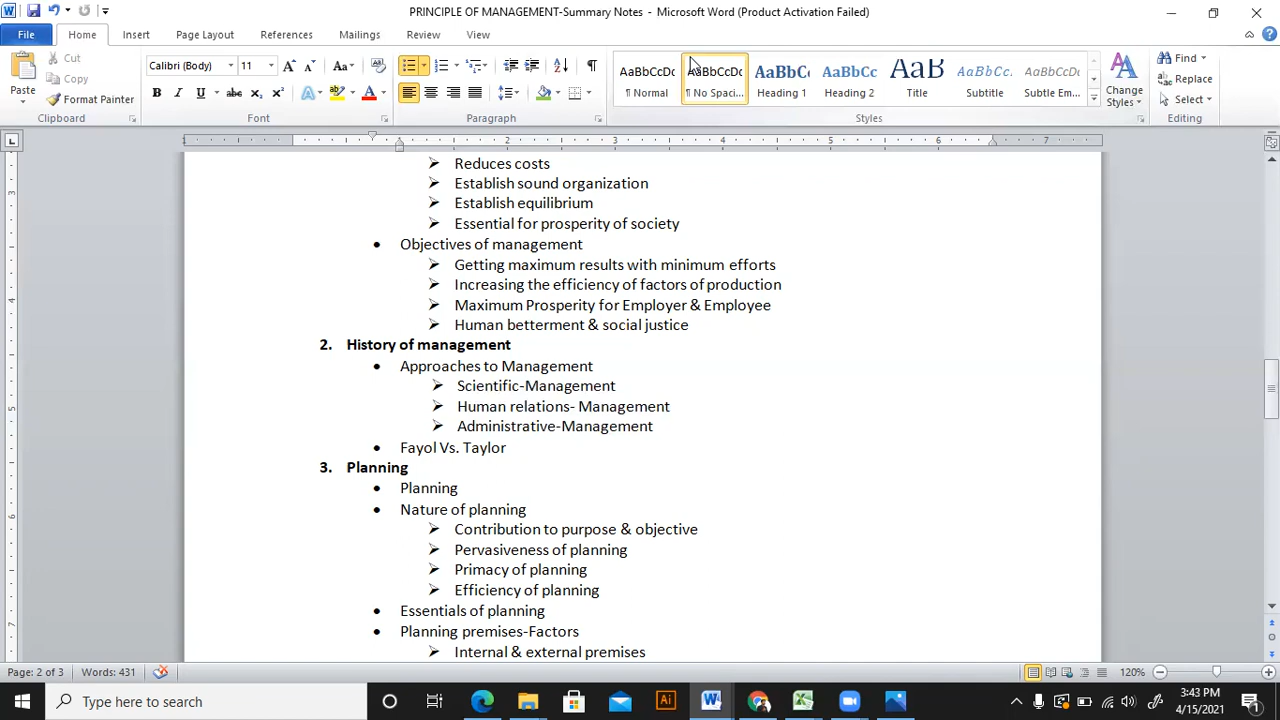 PRINCIPLE OF MANAGEMENT-Summary Notes - Microsoft Word (Product Activation Failed)
File Home Insert Page Layout References Mailings Review View
Paste
Cut
Copy
Format Painter
Clipboard
Calibri (Body) 11
Font
Paragraph
AaBbCcDc AaBbCcDc AaBbCc AaBbCc AaB AaBbCc. AaBbCcDc
¶ Normal ¶ No Spaci... Heading 1 Heading 2 Title Subtitle Subtle Em...
Styles
Change Styles
Find
Replace
Select
Editing
1 1 2 3 4 5 6 7
Reduces costs
Establish sound organization
Establish equilibrium
Essential for prosperity of society
• Objectives of management
Getting maximum results with minimum efforts
Increasing the efficiency of factors of production
Maximum Prosperity for Employer & Employee
Human betterment & social justice
2. History of management
• Approaches to Management
Scientific-Management
Human relations- Management
Administrative-Management
• Fayol Vs. Taylor
3. Planning
• Planning
• Nature of planning
Contribution to purpose & objective
Pervasiveness of planning
Primacy of planning
Efficiency of planning
• Essentials of planning
• Planning premises-Factors
Internal & external premises
Page: 2 of 3 Words: 431 120%
Type here to search
3:43 PM
4/15/2021